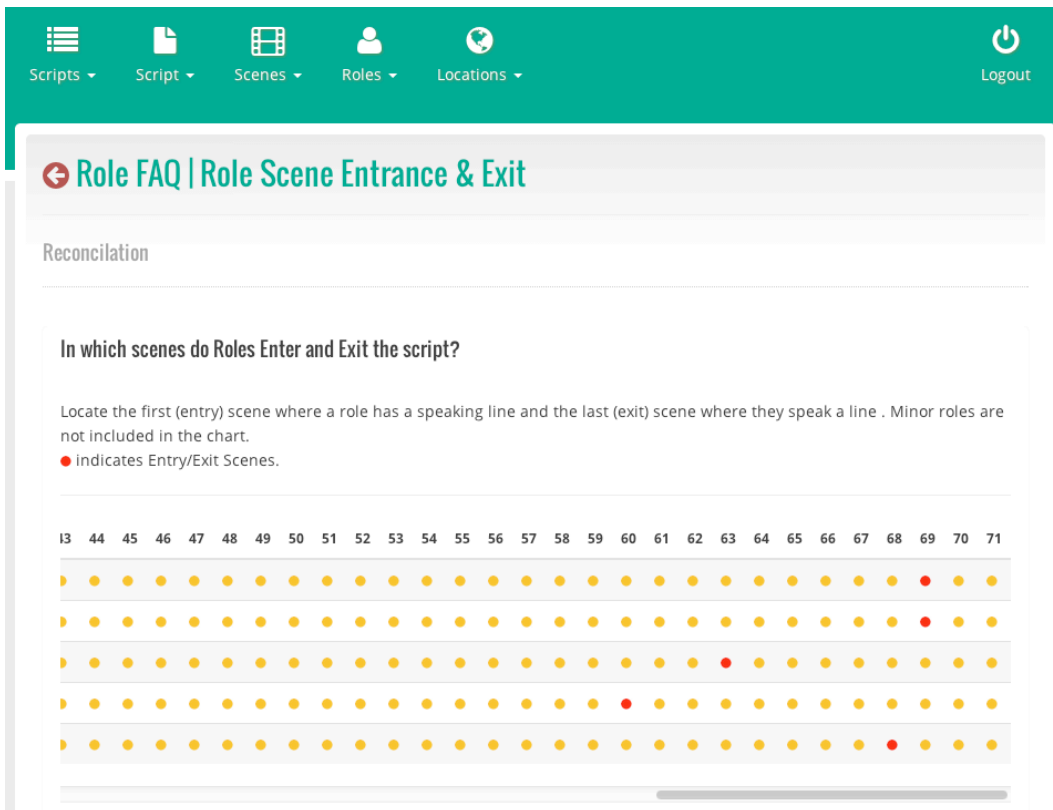 Scripts Script Scenes Roles Locations Logout
Role FAQ | Role Scene Entrance & Exit
Reconcilation
In which scenes do Roles Enter and Exit the script?
Locate the first (entry) scene where a role has a speaking line and the last (exit) scene where they speak a line . Minor roles are
not included in the chart.
indicates Entry/Exit Scenes.
44 45 46 47 48 49 50 51 52 53 54 55 56 57 58 59 60 61 62 63 64 65 66 67 68 69 70 71